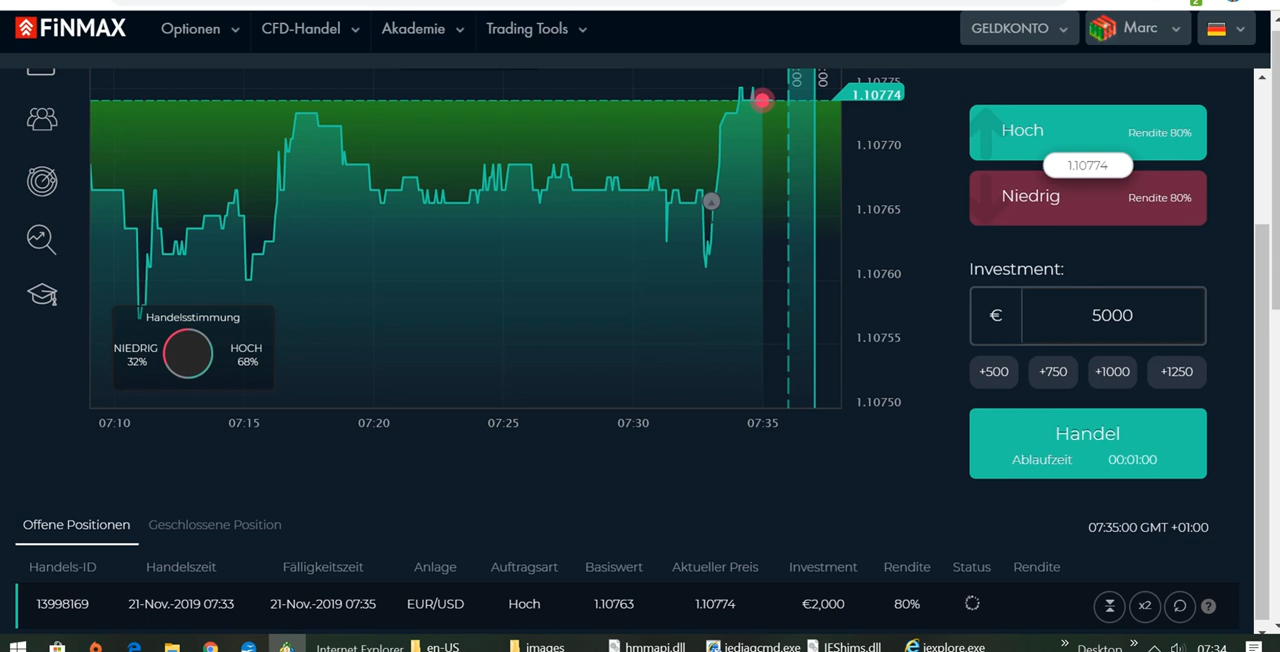 FiNMAX Optionen CFD-Handel Akademie Trading Tools GELDKONTO Marc
1.10775
1.10774
1.10770
1.10765
1.10760
1.10755
1.10750
Handelsstimmung
NIEDRIG HOCH
32% 68%
07:10 07:15 07:20 07:25 07:30 07:35
Hoch Rendite 80%
1.10774
Niedrig Rendite 80%
Investment:
€ 5000
+500 +750 +1000 +1250
Handel
Ablaufzeit 00:01:00
Offene Positionen Geschlossene Position 07:35:00 GMT +01:00
Handels-ID Handelszeit Fälligkeitszeit Anlage Auftragsart Basiswert Aktueller Preis Investment Rendite Status Rendite
13998169 21-Nov.-2019 07:33 21-Nov.-2019 07:35 EUR/USD Hoch 1.10763 1.10774 €2,000 80% x2 ?
Internet Explorer en-US images hmmapi.dll iediagcmd.exe IEShims.dll iexplore.exe » Desktop » 07:34